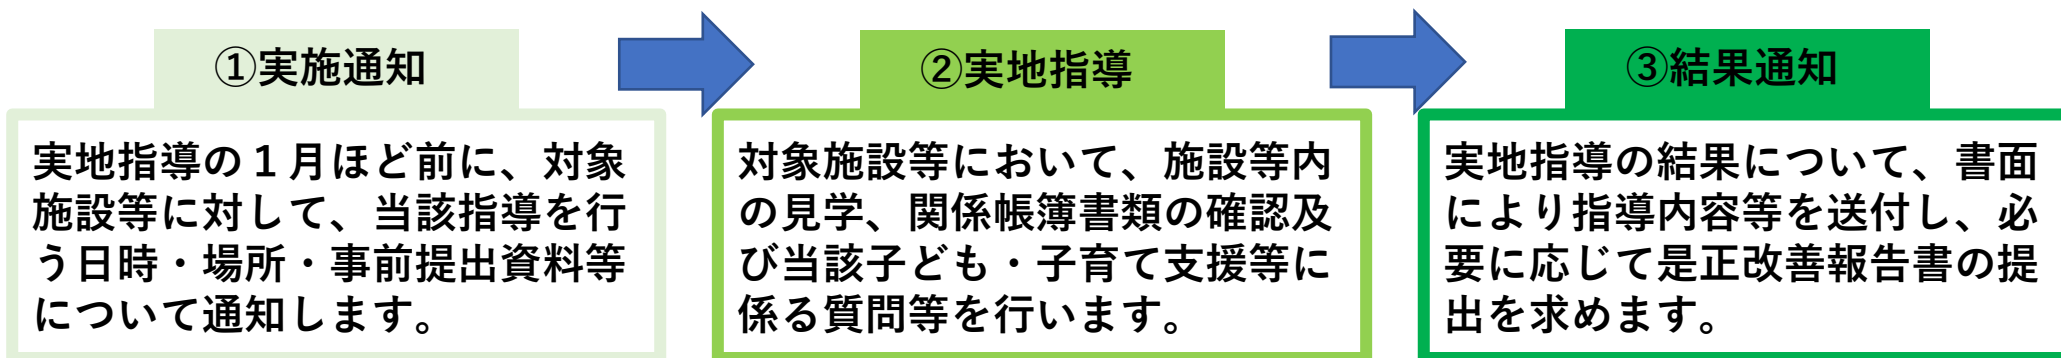 ①実施通知
実地指導の１月ほど前に、対象
施設等に対して、当該指導を行
う日時・場所・事前提出資料等
について通知します。
②実地指導
対象施設等において、施設等内
の見学、関係帳簿書類の確認及
び当該子ども・子育て支援等に
係る質問等を行います。
③結果通知
実地指導の結果について、書面
により指導内容等を送付し、必
要に応じて是正改善報告書の提
出を求めます。